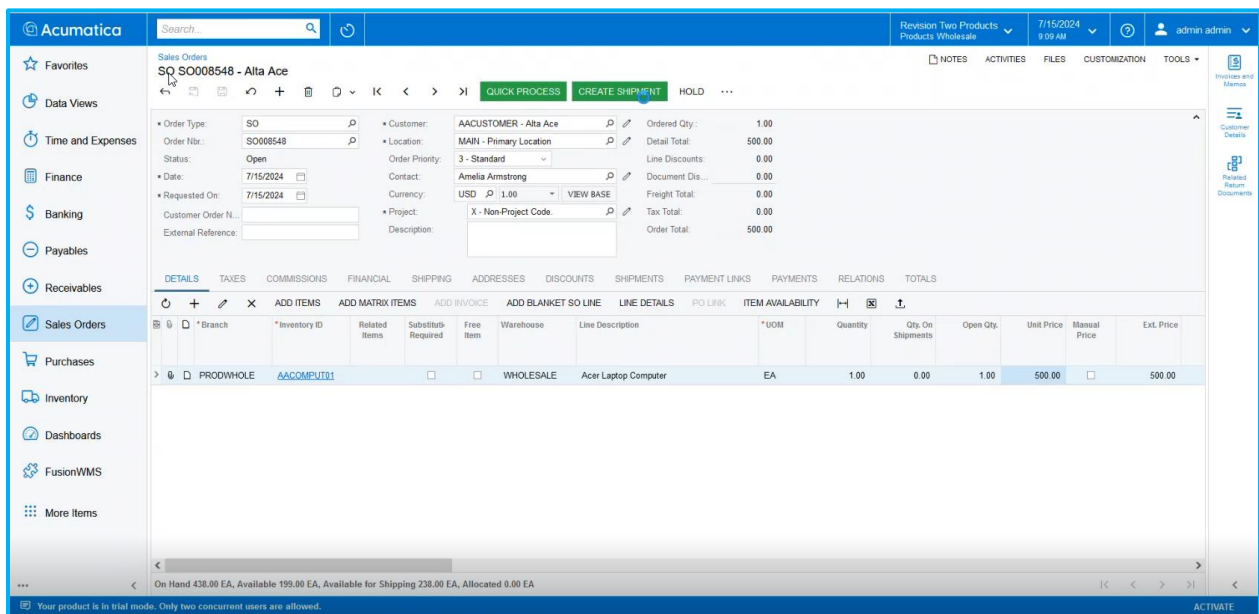 Acumatica
Search...
Revision Two Products
Products Wholesale
7/15/2024
9:09 AM
admin admin
Favorites
Data Views
Time and Expenses
Finance
Banking
Payables
Receivables
Sales Orders
Purchases
Inventory
Dashboards
FusionWMS
More Items
Sales Orders
SO SO008548 - Alta Ace
NOTES ACTIVITIES FILES CUSTOMIZATION TOOLS
QUICK PROCESS CREATE SHIPMENT HOLD ...
* Order Type: SO
Order Nbr.: SO008548
Status: Open
* Date: 7/15/2024
* Requested On: 7/15/2024
Customer Order N...
External Reference:
* Customer: AACUSTOMER - Alta Ace
* Location: MAIN - Primary Location
Order Priority: 3 - Standard
Contact: Amelia Armstrong
Currency: USD 1.00 VIEW BASE
* Project: X - Non-Project Code.
Description:
Ordered Qty.: 1.00
Detail Total: 500.00
Line Discounts: 0.00
Document Dis... 0.00
Freight Total: 0.00
Tax Total: 0.00
Order Total: 500.00
Invoices and
Memos
Customer
Details
Related
Return
Documents
DETAILS TAXES COMMISSIONS FINANCIAL SHIPPING ADDRESSES DISCOUNTS SHIPMENTS PAYMENT LINKS PAYMENTS RELATIONS TOTALS
ADD ITEMS ADD MATRIX ITEMS ADD INVOICE ADD BLANKET SO LINE LINE DETAILS PO LINK ITEM AVAILABILITY
* Branch * Inventory ID Related Items Substituti Required Free Item Warehouse Line Description * UOM Quantity Qty. On Shipments Open Qty. Unit Price Manual Price Ext. Price
PRODWHOLE AACOMPUT01 WHOLESALE Acer Laptop Computer EA 1.00 0.00 1.00 500.00 500.00
On Hand 438.00 EA, Available 199.00 EA, Available for Shipping 238.00 EA, Allocated 0.00 EA
Your product is in trial mode. Only two concurrent users are allowed.
ACTIVATE